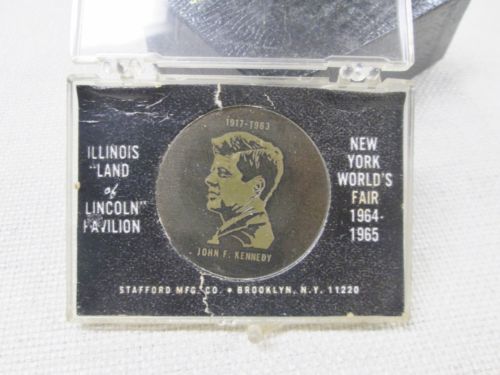 ILLINOIS
"LAND
of
LINCOLN"
PAVILION
1917-1963
JOHN F. KENNEDY
NEW
YORK
WORLD'S
FAIR
1964-
1965
STAFFORD MFG. CO. • BROOKLYN, N.Y. 11220